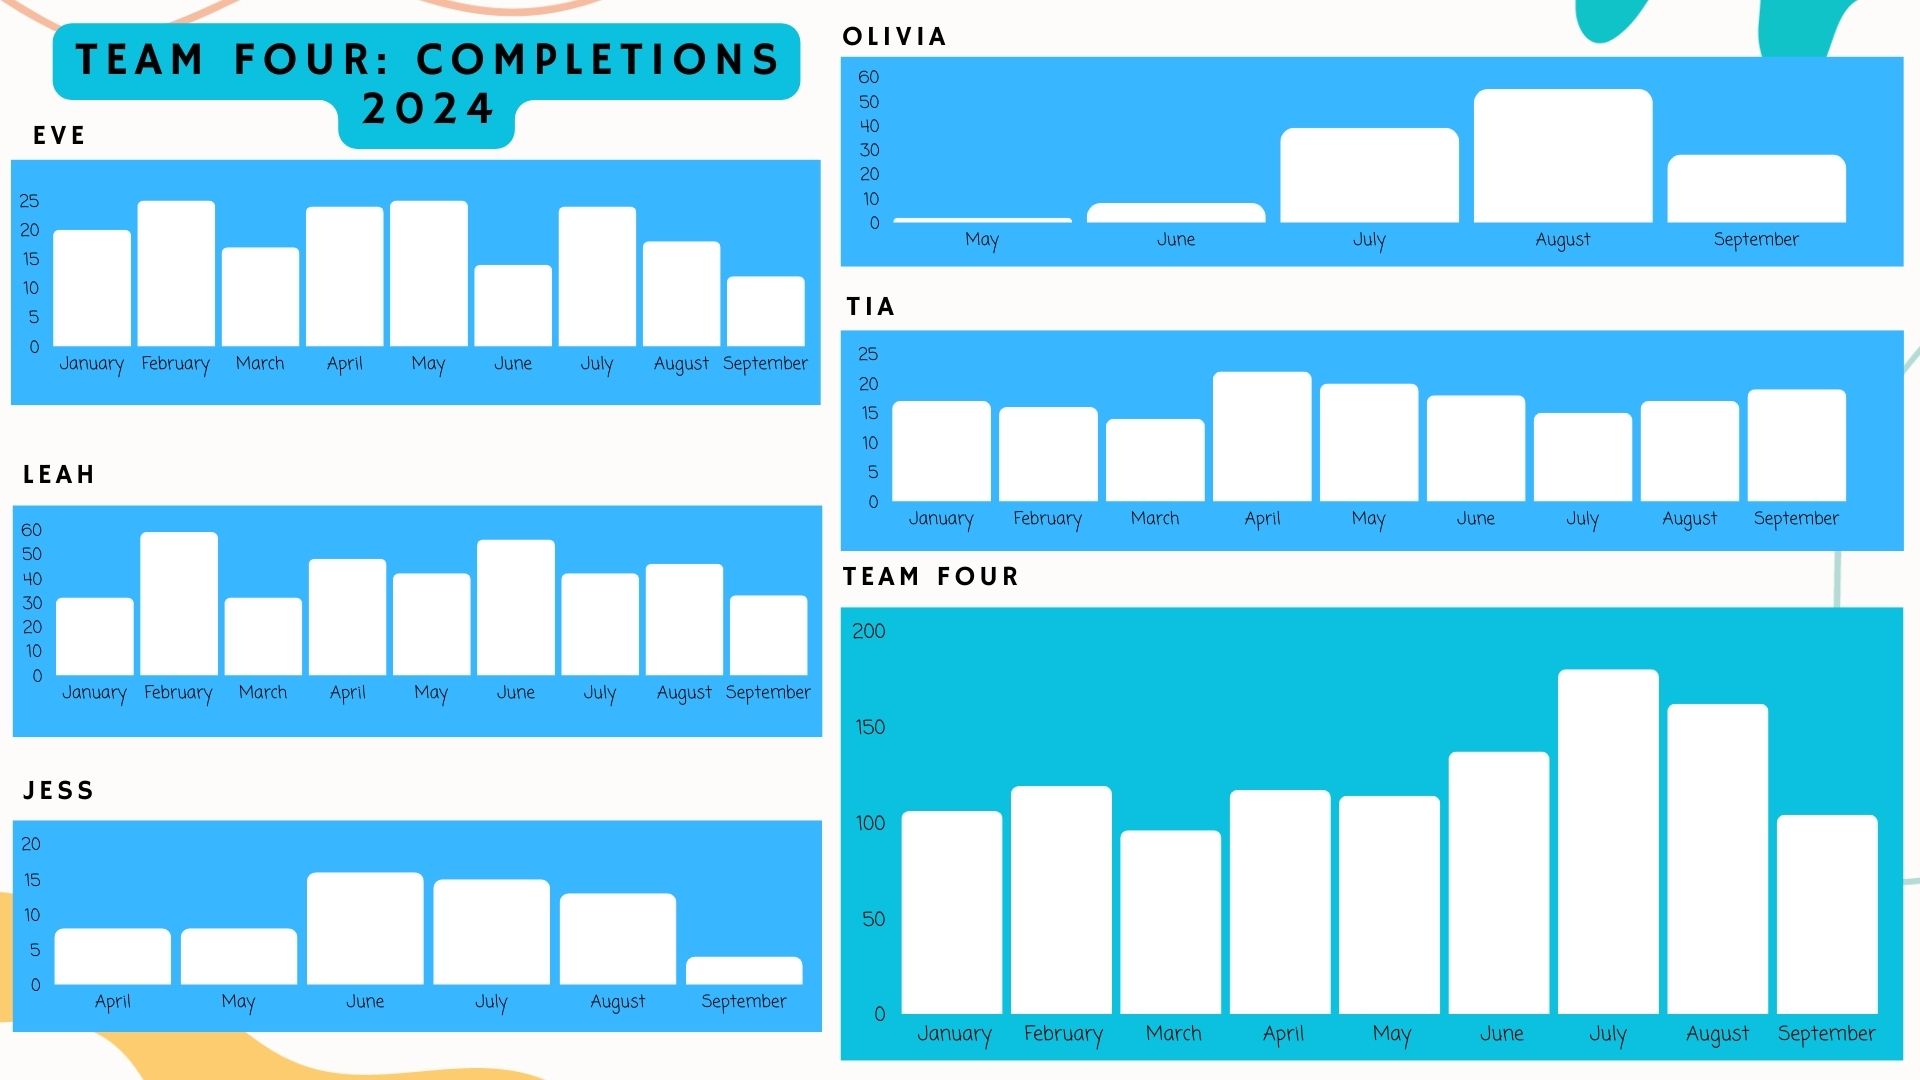 TEAM FOUR: COMPLETIONS
2024
EVE
25
20
15
10
5
0
January February March April May June July August September
LEAH
60
50
40
30
20
10
0
January February March April May June July August September
JESS
20
15
10
5
0
April May June July August September
OLIVIA
60
50
40
30
20
10
0
May June July August September
TIA
25
20
15
10
5
0
January February March April May June July August September
TEAM FOUR
200
150
100
50
0
January February March April May June July August September